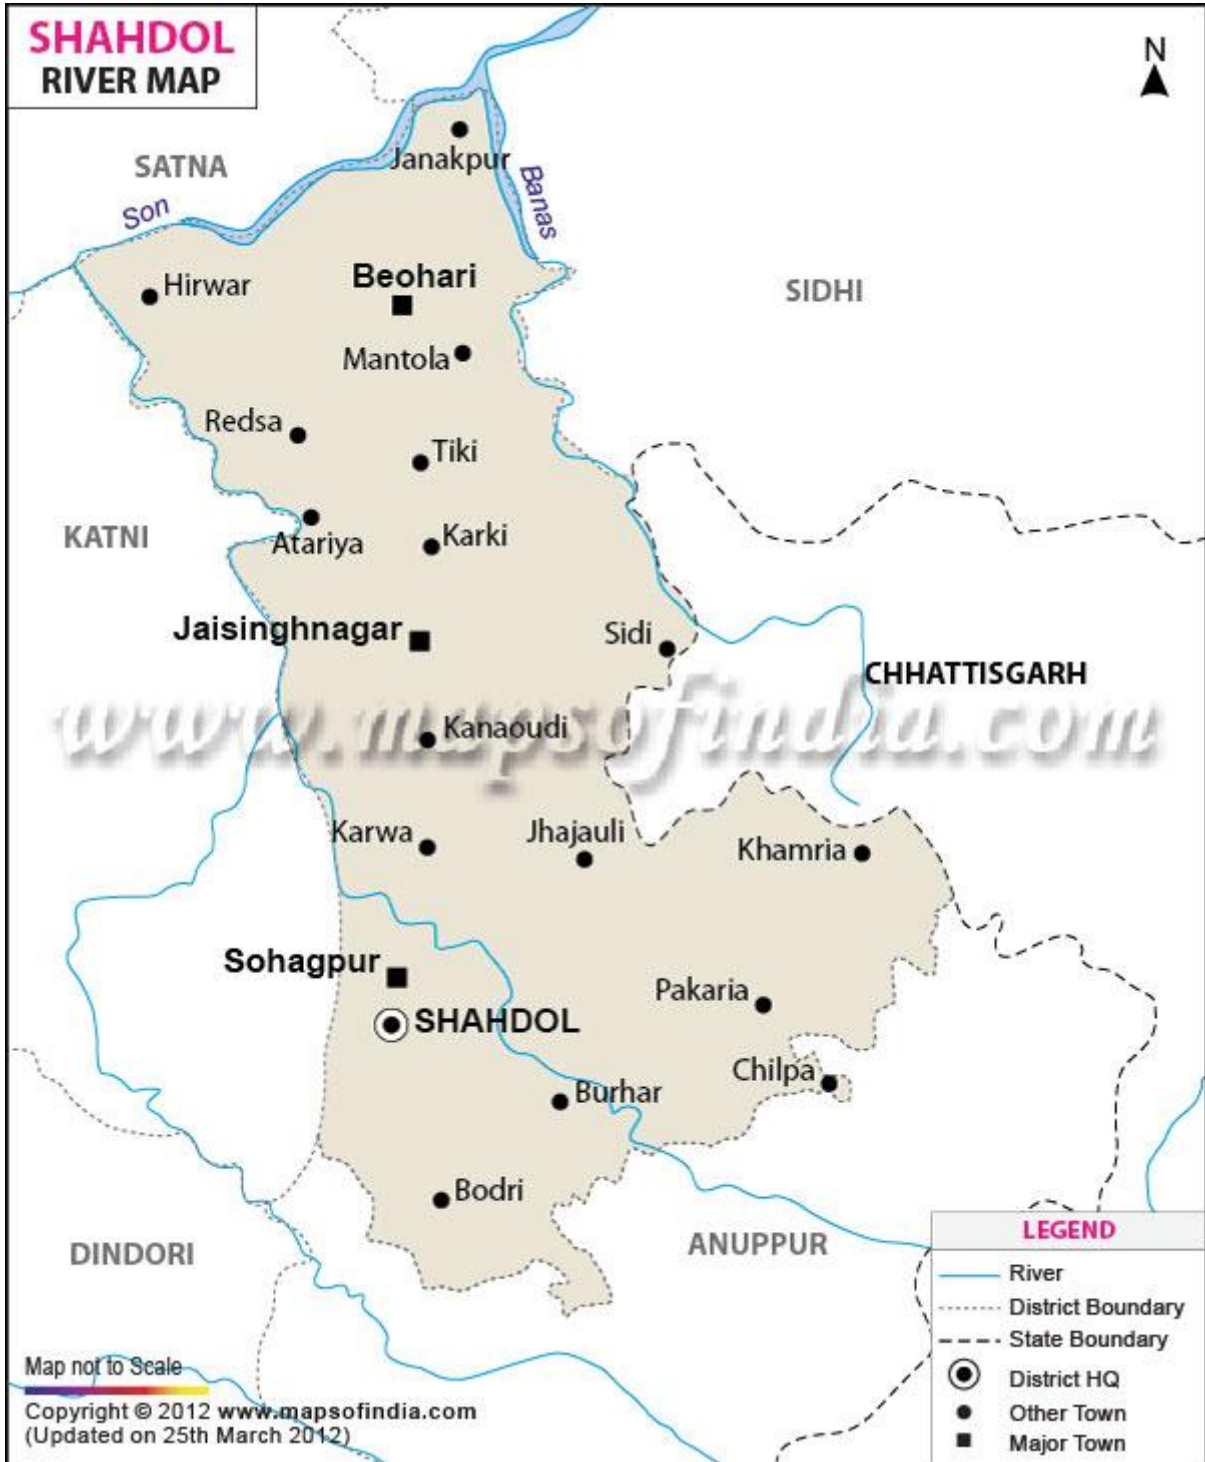 SHAHDOL
RIVER MAP
N
Janakpur
SATNA
Son
Banas
Beohari
Hirwar
SIDHI
Mantola
Redsa
Tiki
KATNI
Atariya
Karki
Jaisinghnagar
Sidi
CHHATTISGARH
www.mapsofindia.com
Kanaoudi
Karwa
Jhajauli
Khamria
Sohagpur
Pakaria
SHAHDOL
Chilpa
Burhar
Bodri
DINDORI
ANUPPUR
LEGEND
River
District Boundary
State Boundary
District HQ
Other Town
Major Town
Map not to Scale
Copyright © 2012 www.mapsofindia.com
(Updated on 25th March 2012)